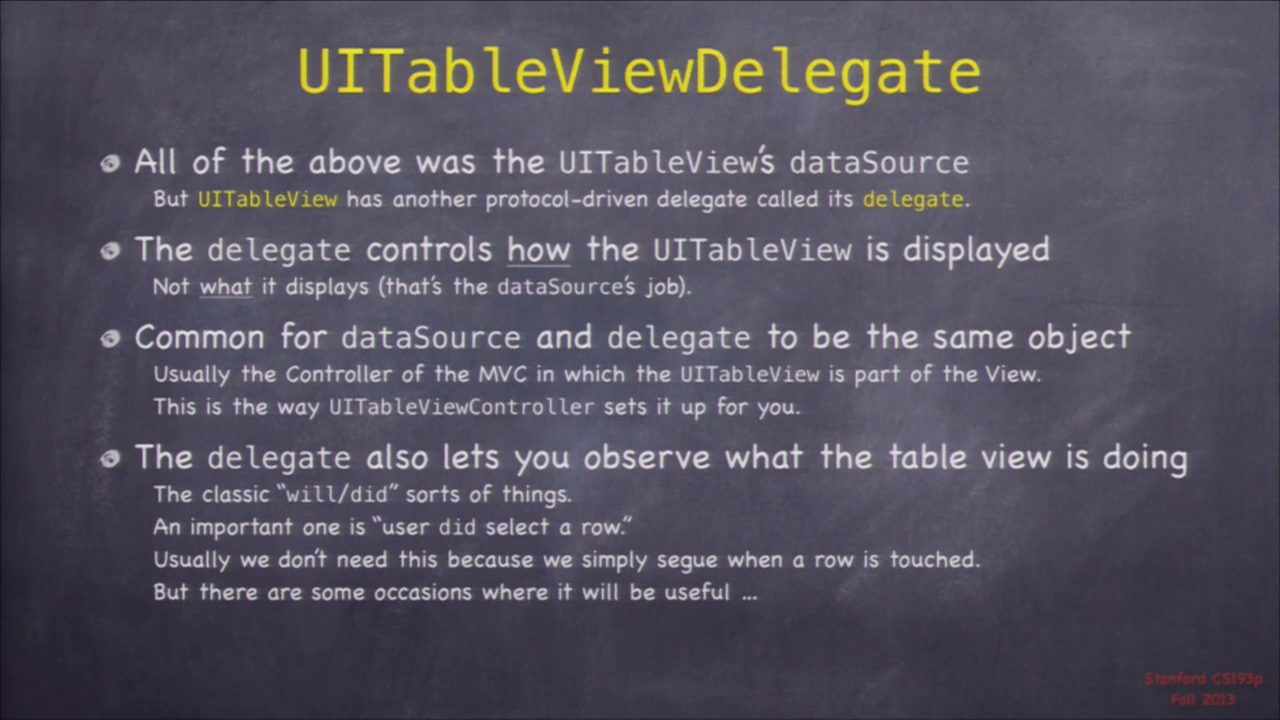 UITableViewDelegate
All of the above was the UITableView's dataSource
But UITableView has another protocol-driven delegate called its delegate.
The delegate controls how the UITableView is displayed
Not what it displays (that's the dataSource's job).
Common for dataSource and delegate to be the same object
Usually the Controller of the MVC in which the UITableView is part of the View.
This is the way UITableViewController sets it up for you.
The delegate also lets you observe what the table view is doing
The classic “will/did” sorts of things.
An important one is “user did select a row.”
Usually we don't need this because we simply segue when a row is touched.
But there are some occasions where it will be useful ...
Stanford CS193p
Fall 2013